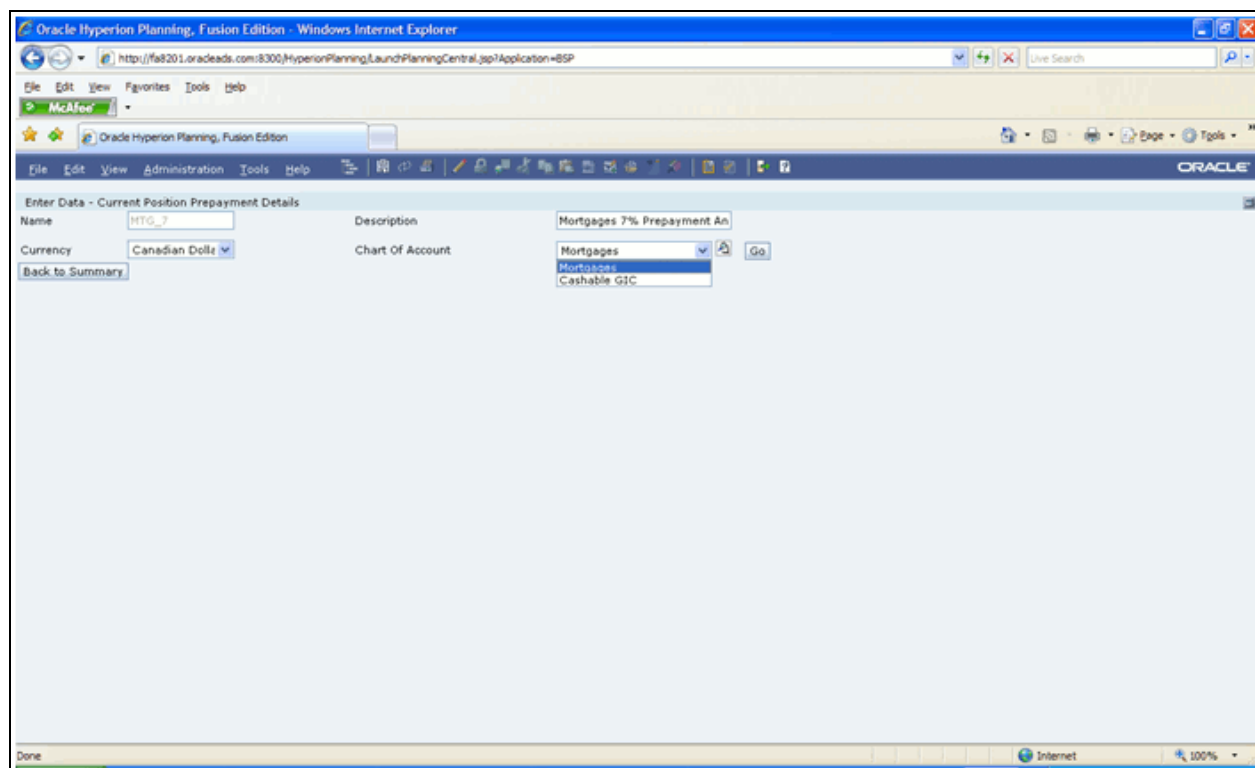 Oracle Hyperion Planning, Fusion Edition - Windows Internet Explorer
http://fa8201.oracleads.com:8300/HyperionPlanning/LaunchPlanningCentral.jsp?Application=BSP
Live Search
File Edit View Favorites Tools Help
McAfee
Oracle Hyperion Planning, Fusion Edition
Page Tools
File Edit View Administration Tools Help
ORACLE
Enter Data - Current Position Prepayment Details
Name MTG_7 Description Mortgages 7% Prepayment An
Currency Canadian Dolla Chart Of Account Mortgages Go
Back to Summary Mortgages
Cashable GIC
Done Internet 100%